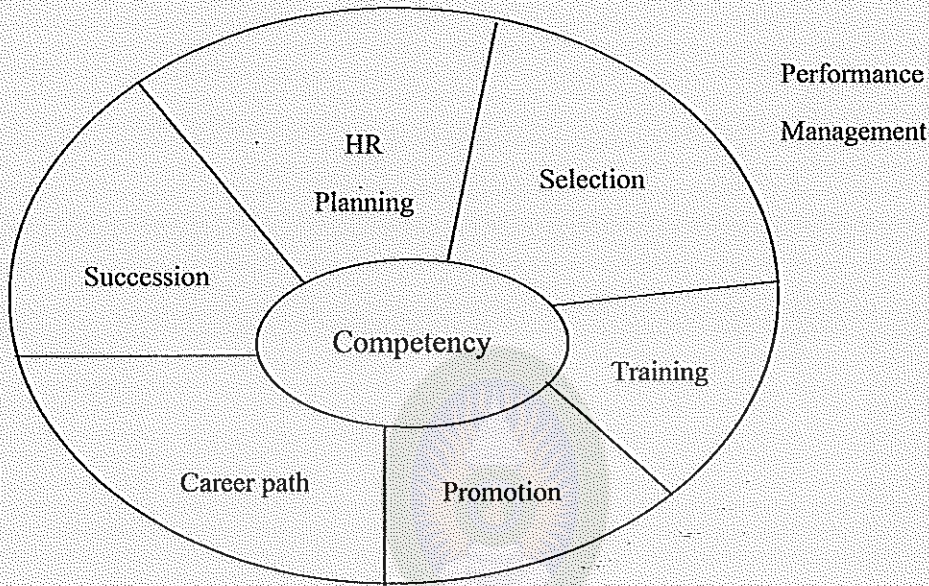 Performance
Management
HR
Planning
Selection
Succession
Competency
Training
Career path
Promotion